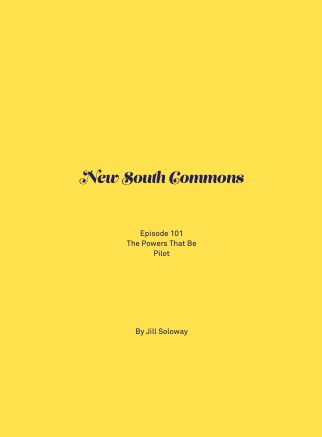 New South Commons
Episode 101
The Powers That Be
Pilot
By Jill Soloway